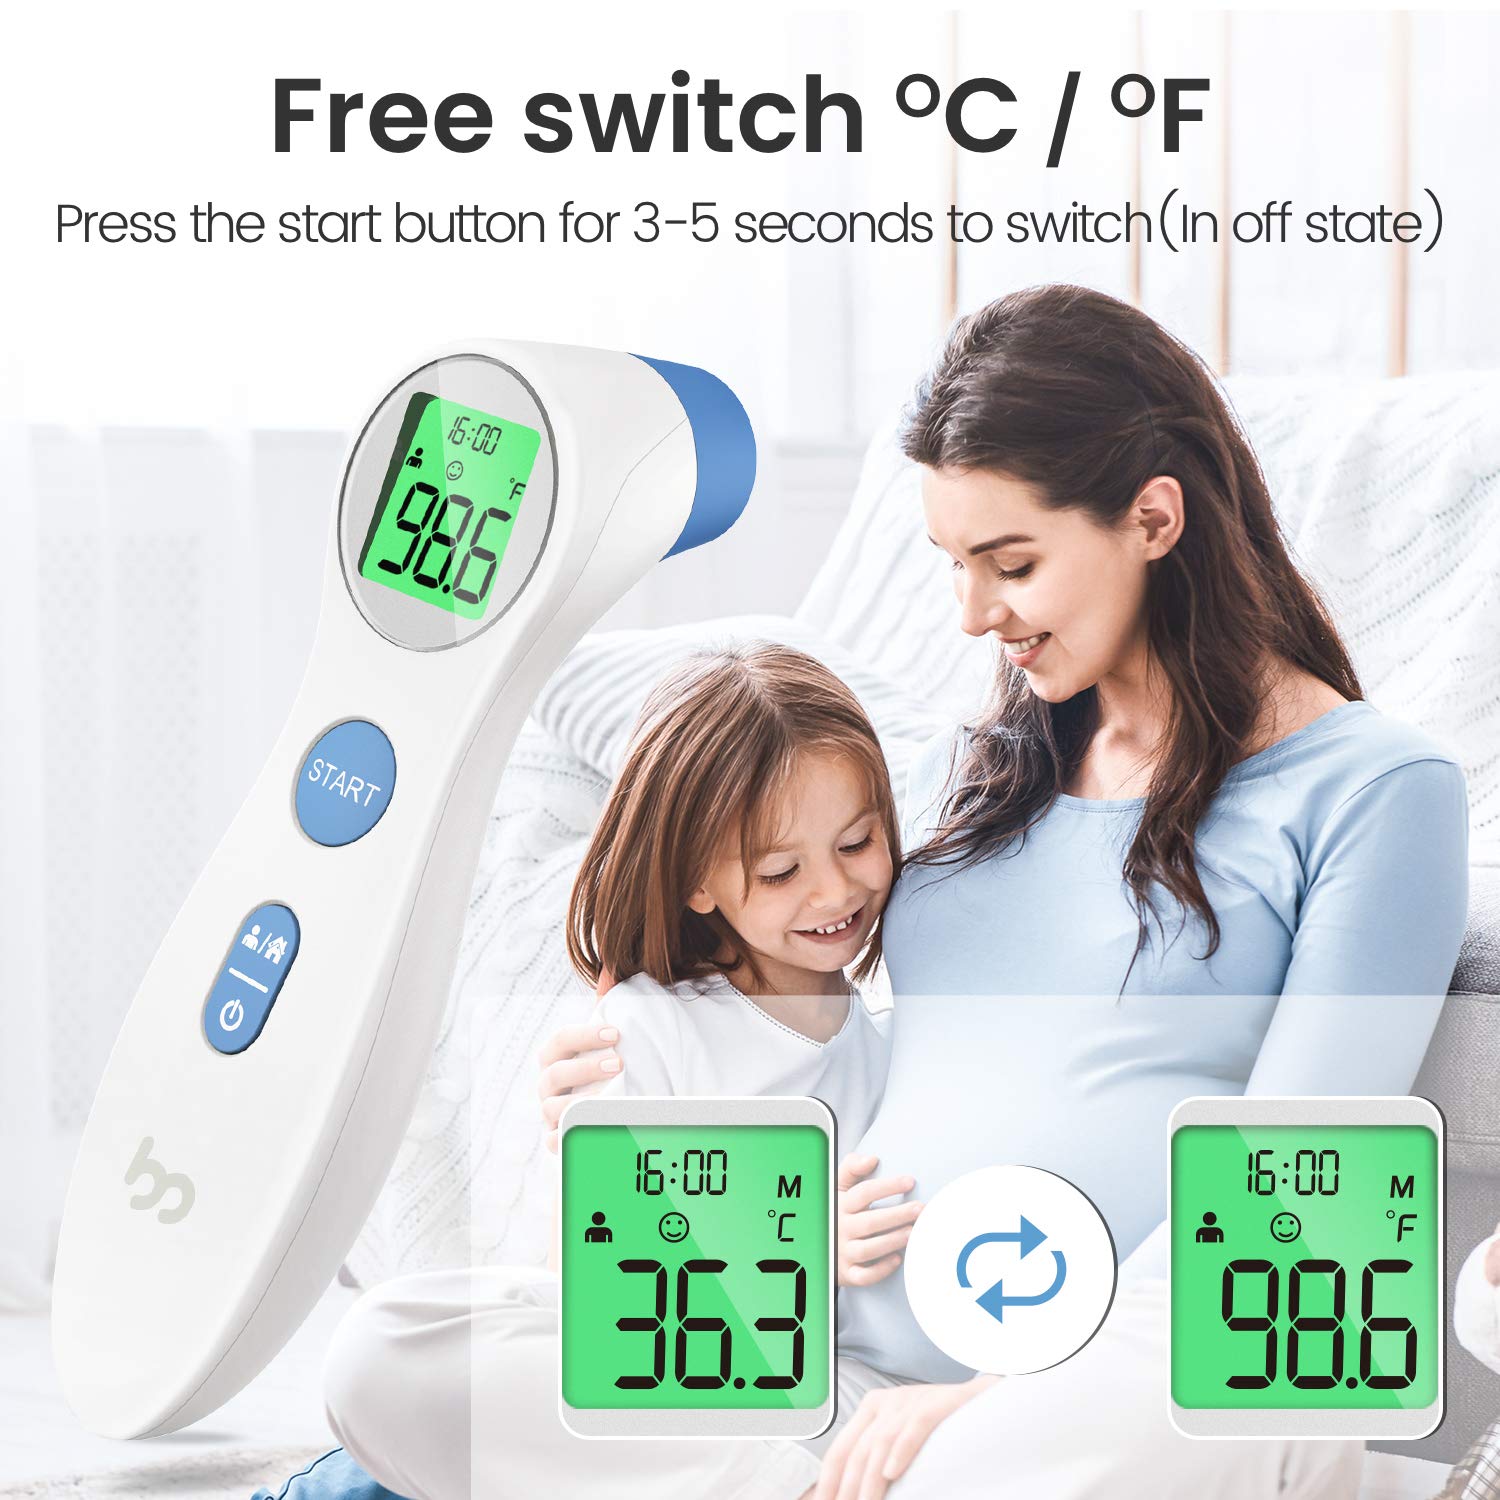 Free switch °C / °F
Press the start button for 3-5 seconds to switch(In off state)
16:00
°F
98.6
START
16:00
M
°C
36.3
16:00
M
°F
98.6